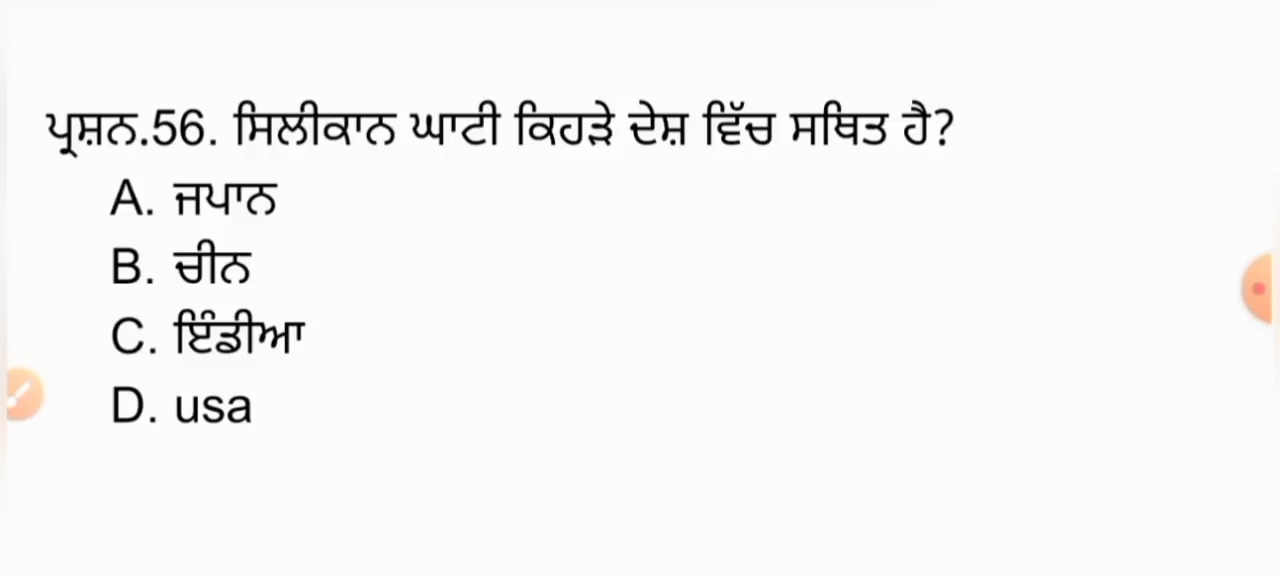 ਪ੍ਰਸ਼ਨ.56. ਸਿਲੀਕਾਨ ਘਾਟੀ ਕਿਹੜੇ ਦੇਸ਼ ਵਿੱਚ ਸਥਿਤ ਹੈ?
A. ਜਪਾਨ
B. ਚੀਨ
C. ਇੰਡੀਆ
D. usa